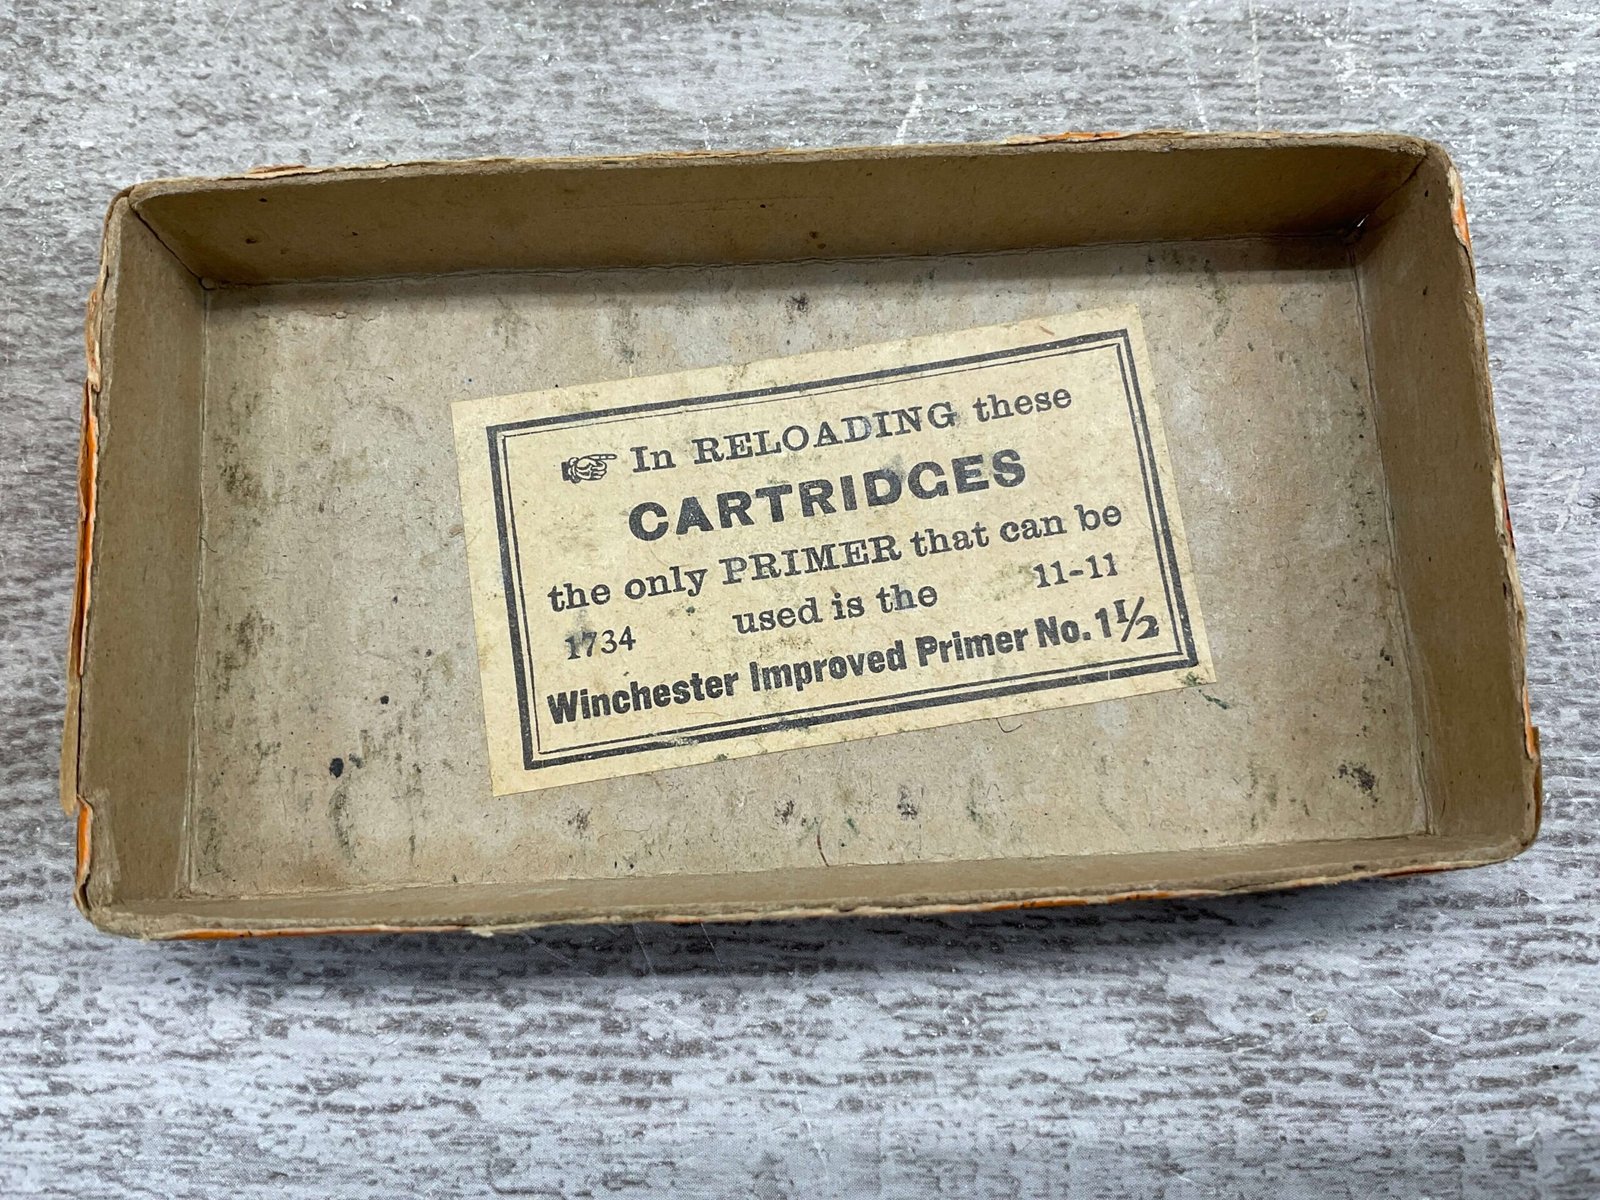 ☞ In RELOADING these
CARTRIDGES
the only PRIMER that can be
used is the 11-11
1734
Winchester Improved Primer No. 1½